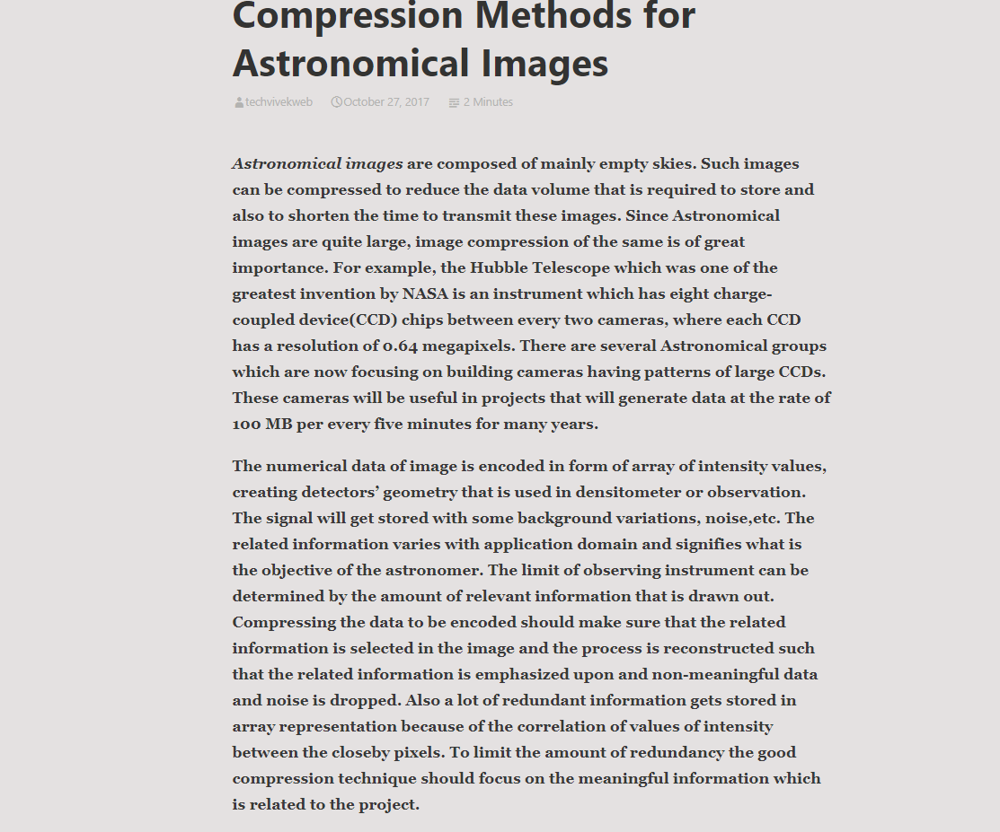 Compression Methods for
Astronomical Images
techvivekweb October 27, 2017 2 Minutes
Astronomical images are composed of mainly empty skies. Such images
can be compressed to reduce the data volume that is required to store and
also to shorten the time to transmit these images. Since Astronomical
images are quite large, image compression of the same is of great
importance. For example, the Hubble Telescope which was one of the
greatest invention by NASA is an instrument which has eight charge-
coupled device(CCD) chips between every two cameras, where each CCD
has a resolution of 0.64 megapixels. There are several Astronomical groups
which are now focusing on building cameras having patterns of large CCDs.
These cameras will be useful in projects that will generate data at the rate of
100 MB per every five minutes for many years.
The numerical data of image is encoded in form of array of intensity values,
creating detectors’ geometry that is used in densitometer or observation.
The signal will get stored with some background variations, noise,etc. The
related information varies with application domain and signifies what is
the objective of the astronomer. The limit of observing instrument can be
determined by the amount of relevant information that is drawn out.
Compressing the data to be encoded should make sure that the related
information is selected in the image and the process is reconstructed such
that the related information is emphasized upon and non-meaningful data
and noise is dropped. Also a lot of redundant information gets stored in
array representation because of the correlation of values of intensity
between the closeby pixels. To limit the amount of redundancy the good
compression technique should focus on the meaningful information which
is related to the project.